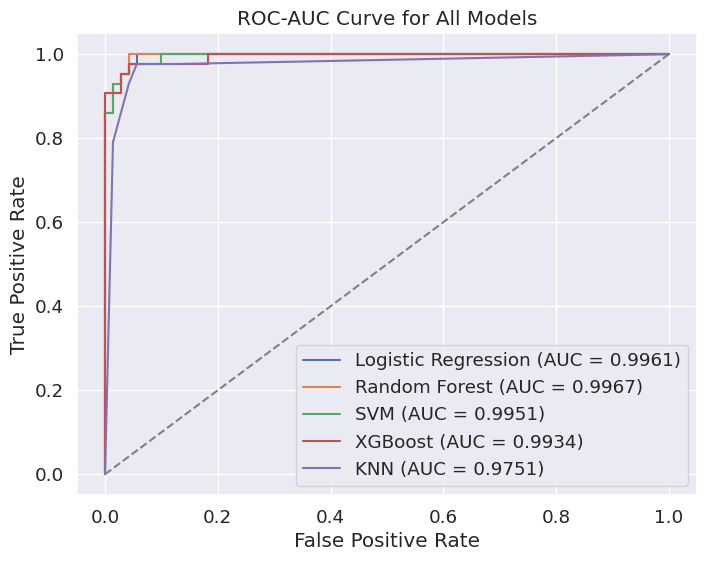 ROC-AUC Curve for All Models
True Positive Rate
1.0
0.8
0.6
0.4
0.2
0.0
Logistic Regression (AUC = 0.9961)
Random Forest (AUC = 0.9967)
SVM (AUC = 0.9951)
XGBoost (AUC = 0.9934)
KNN (AUC = 0.9751)
0.0 0.2 0.4 0.6 0.8 1.0
False Positive Rate